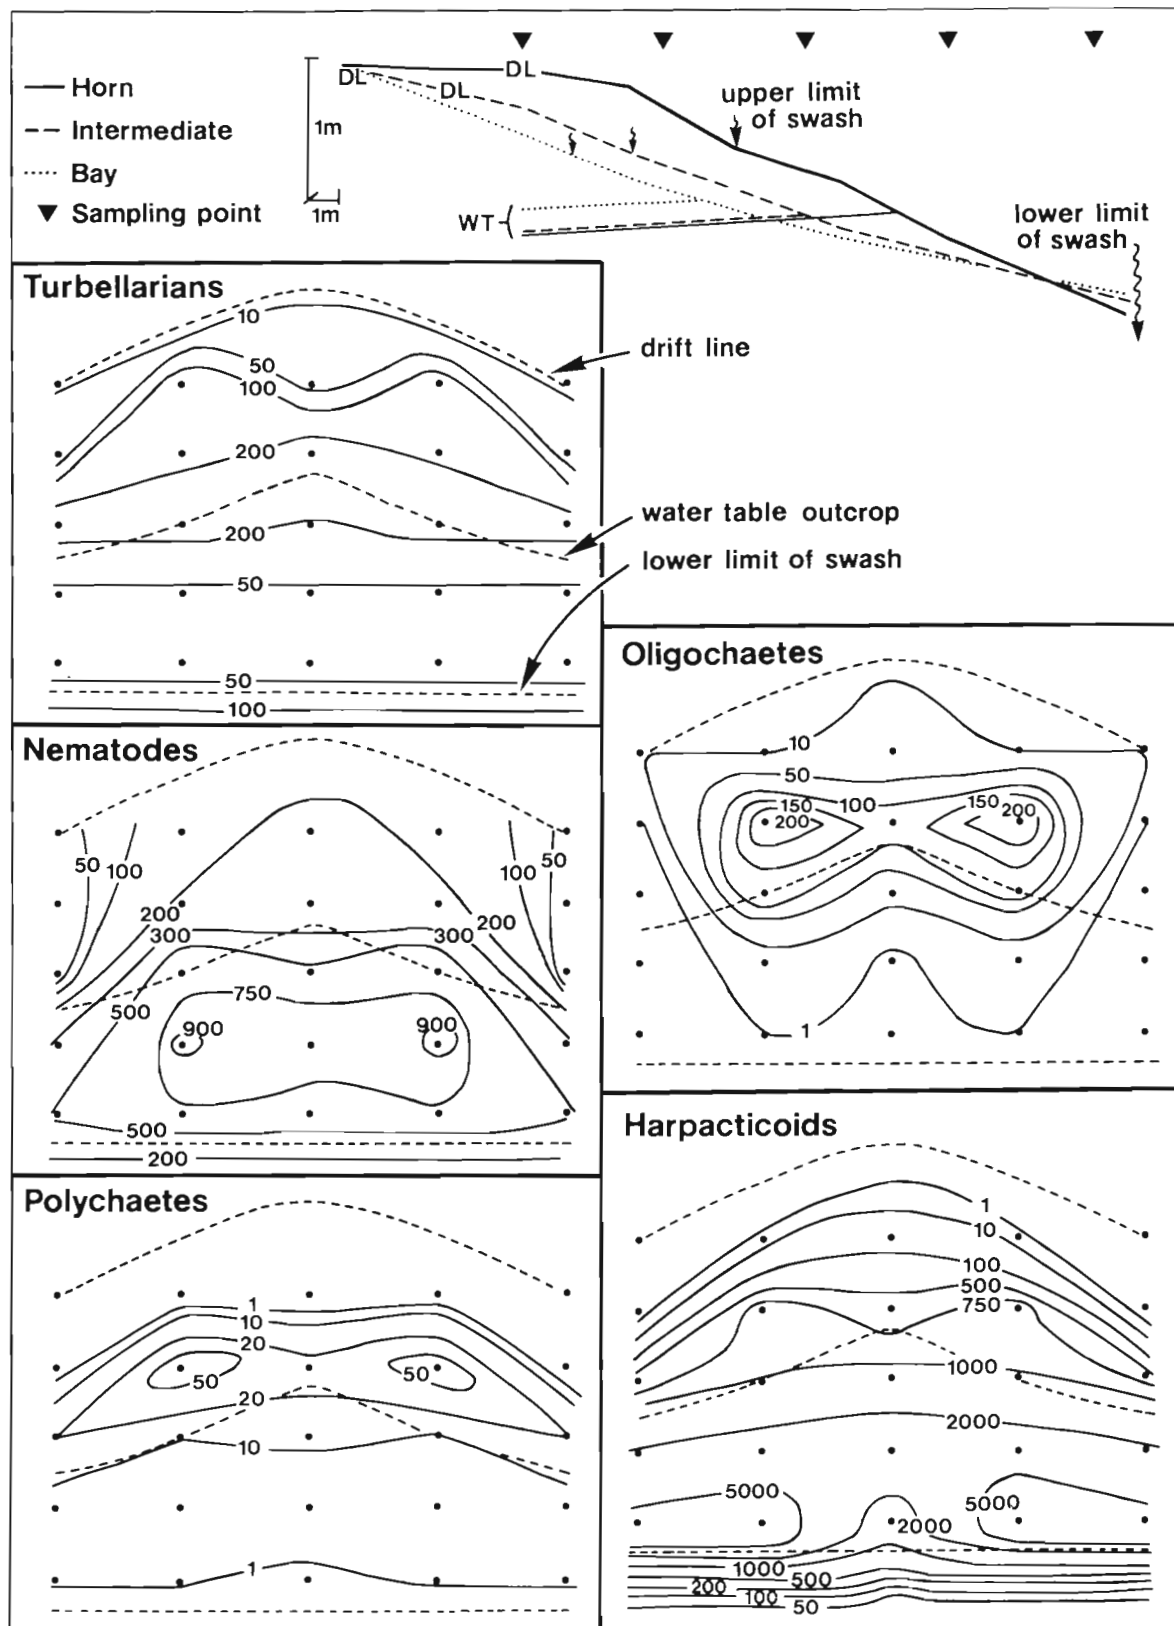 Horn
Intermediate
Bay
Sampling point
1m
1m
DL
DL
DL
upper limit
of swash
WT
lower limit
of swash
Turbellarians
10
50
100
200
200
50
50
100
drift line
water table outcrop
lower limit of swash
Oligochaetes
10
50
150
100
150
200
200
1
Nematodes
50
100
200
300
500
100
50
200
300
750
900
900
500
200
Harpacticoids
1
10
100
500
750
1000
2000
5000
5000
2000
1000
500
200
100
50
Polychaetes
1
10
20
50
50
20
10
1